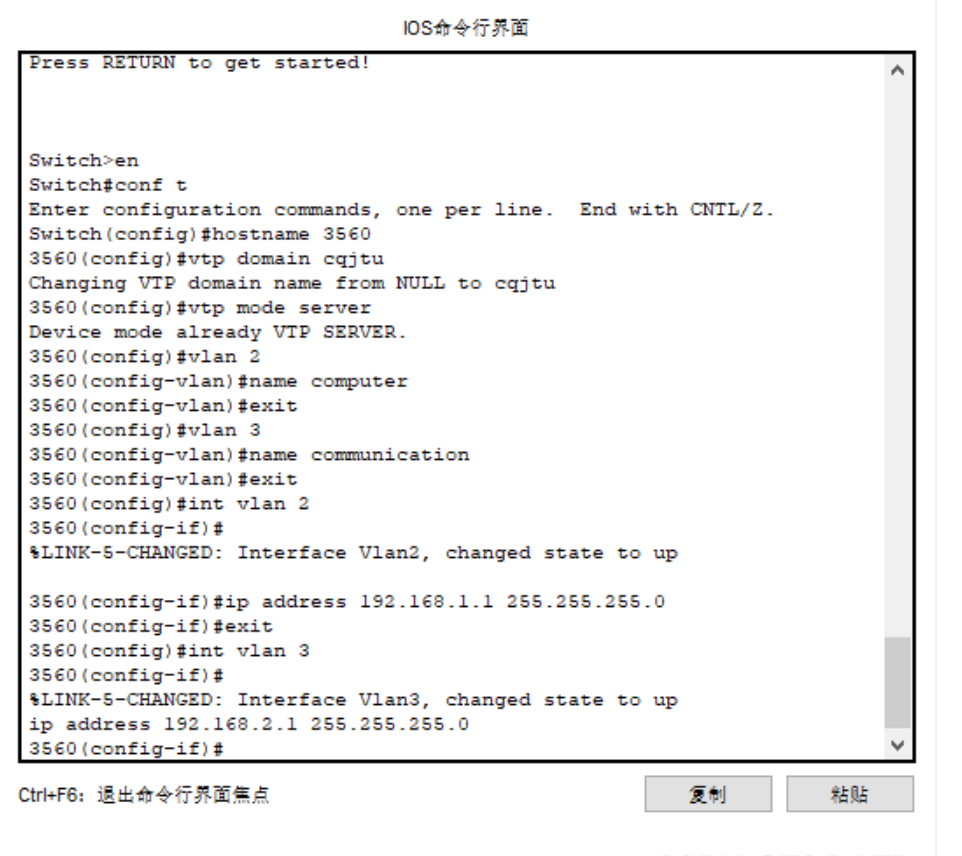 IOS命令行界面
Press RETURN to get started!
Switch>en
Switch#conf t
Enter configuration commands, one per line.  End with CNTL/Z.
Switch(config)#hostname 3560
3560(config)#vtp domain cqjtu
Changing VTP domain name from NULL to cqjtu
3560(config)#vtp mode server
Device mode already VTP SERVER.
3560(config)#vlan 2
3560(config-vlan)#name computer
3560(config-vlan)#exit
3560(config)#vlan 3
3560(config-vlan)#name communication
3560(config-vlan)#exit
3560(config)#int vlan 2
3560(config-if)#
%LINK-5-CHANGED: Interface Vlan2, changed state to up
3560(config-if)#ip address 192.168.1.1 255.255.255.0
3560(config-if)#exit
3560(config)#int vlan 3
3560(config-if)#
%LINK-5-CHANGED: Interface Vlan3, changed state to up
ip address 192.168.2.1 255.255.255.0
3560(config-if)#
Ctrl+F6: 退出命令行界面焦点
复制
粘贴